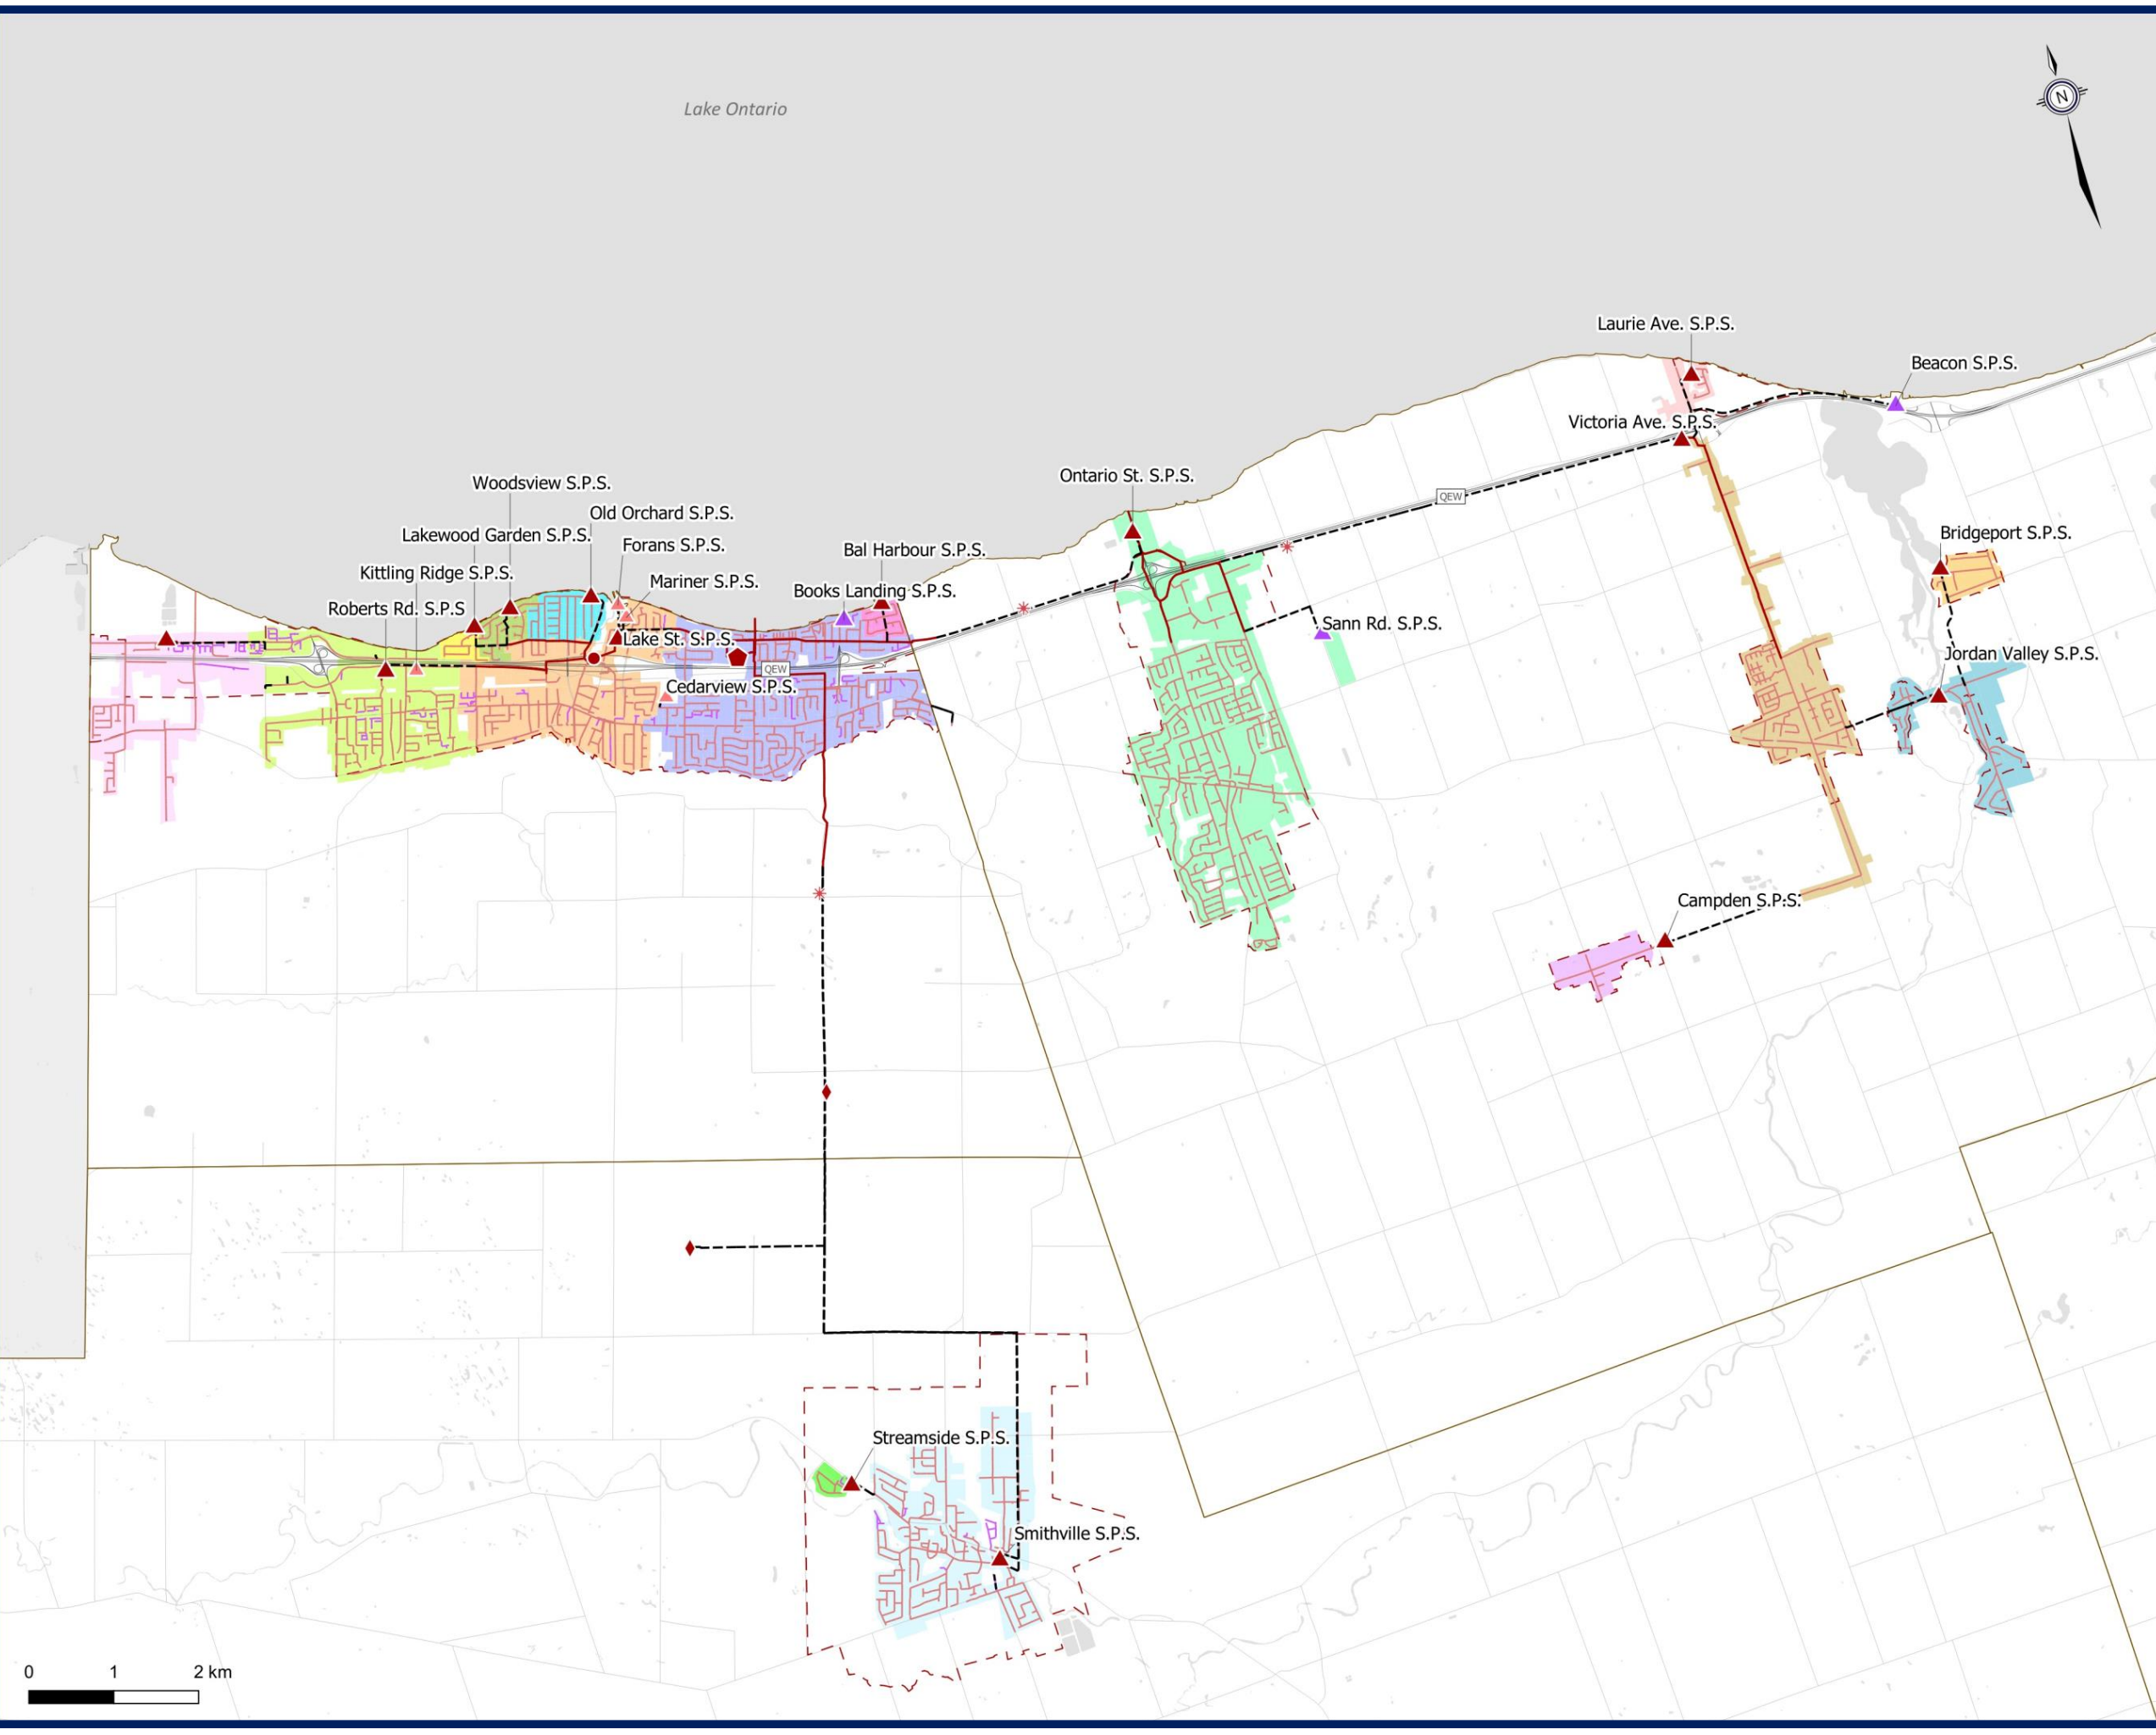 Lake Ontario
N
Laurie Ave. S.P.S.
Beacon S.P.S.
Victoria Ave. S.P.S.
Ontario St. S.P.S.
Woodsview S.P.S.
QEW
Old Orchard S.P.S.
Lakewood Garden S.P.S.
Bridgeport S.P.S.
Forans S.P.S.
Bal Harbour S.P.S.
Kittling Ridge S.P.S.
Mariner S.P.S.
Books Landing S.P.S.
Roberts Rd. S.P.S
Sann Rd. S.P.S.
Lake St. S.P.S.
Jordan Valley S.P.S.
QEW
Cedarview S.P.S.
Campden S.P.S.
Streamside S.P.S.
Smithville S.P.S.
0 1 2 km